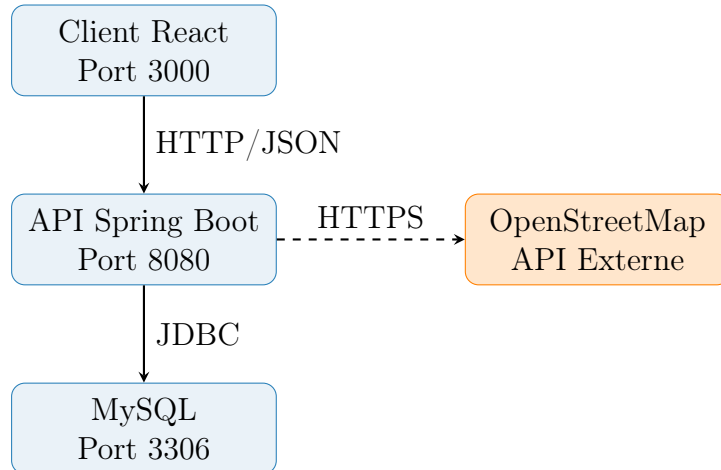 Client React
Port 3000
HTTP/JSON
API Spring Boot
Port 8080
HTTPS
OpenStreetMap
API Externe
JDBC
MySQL
Port 3306